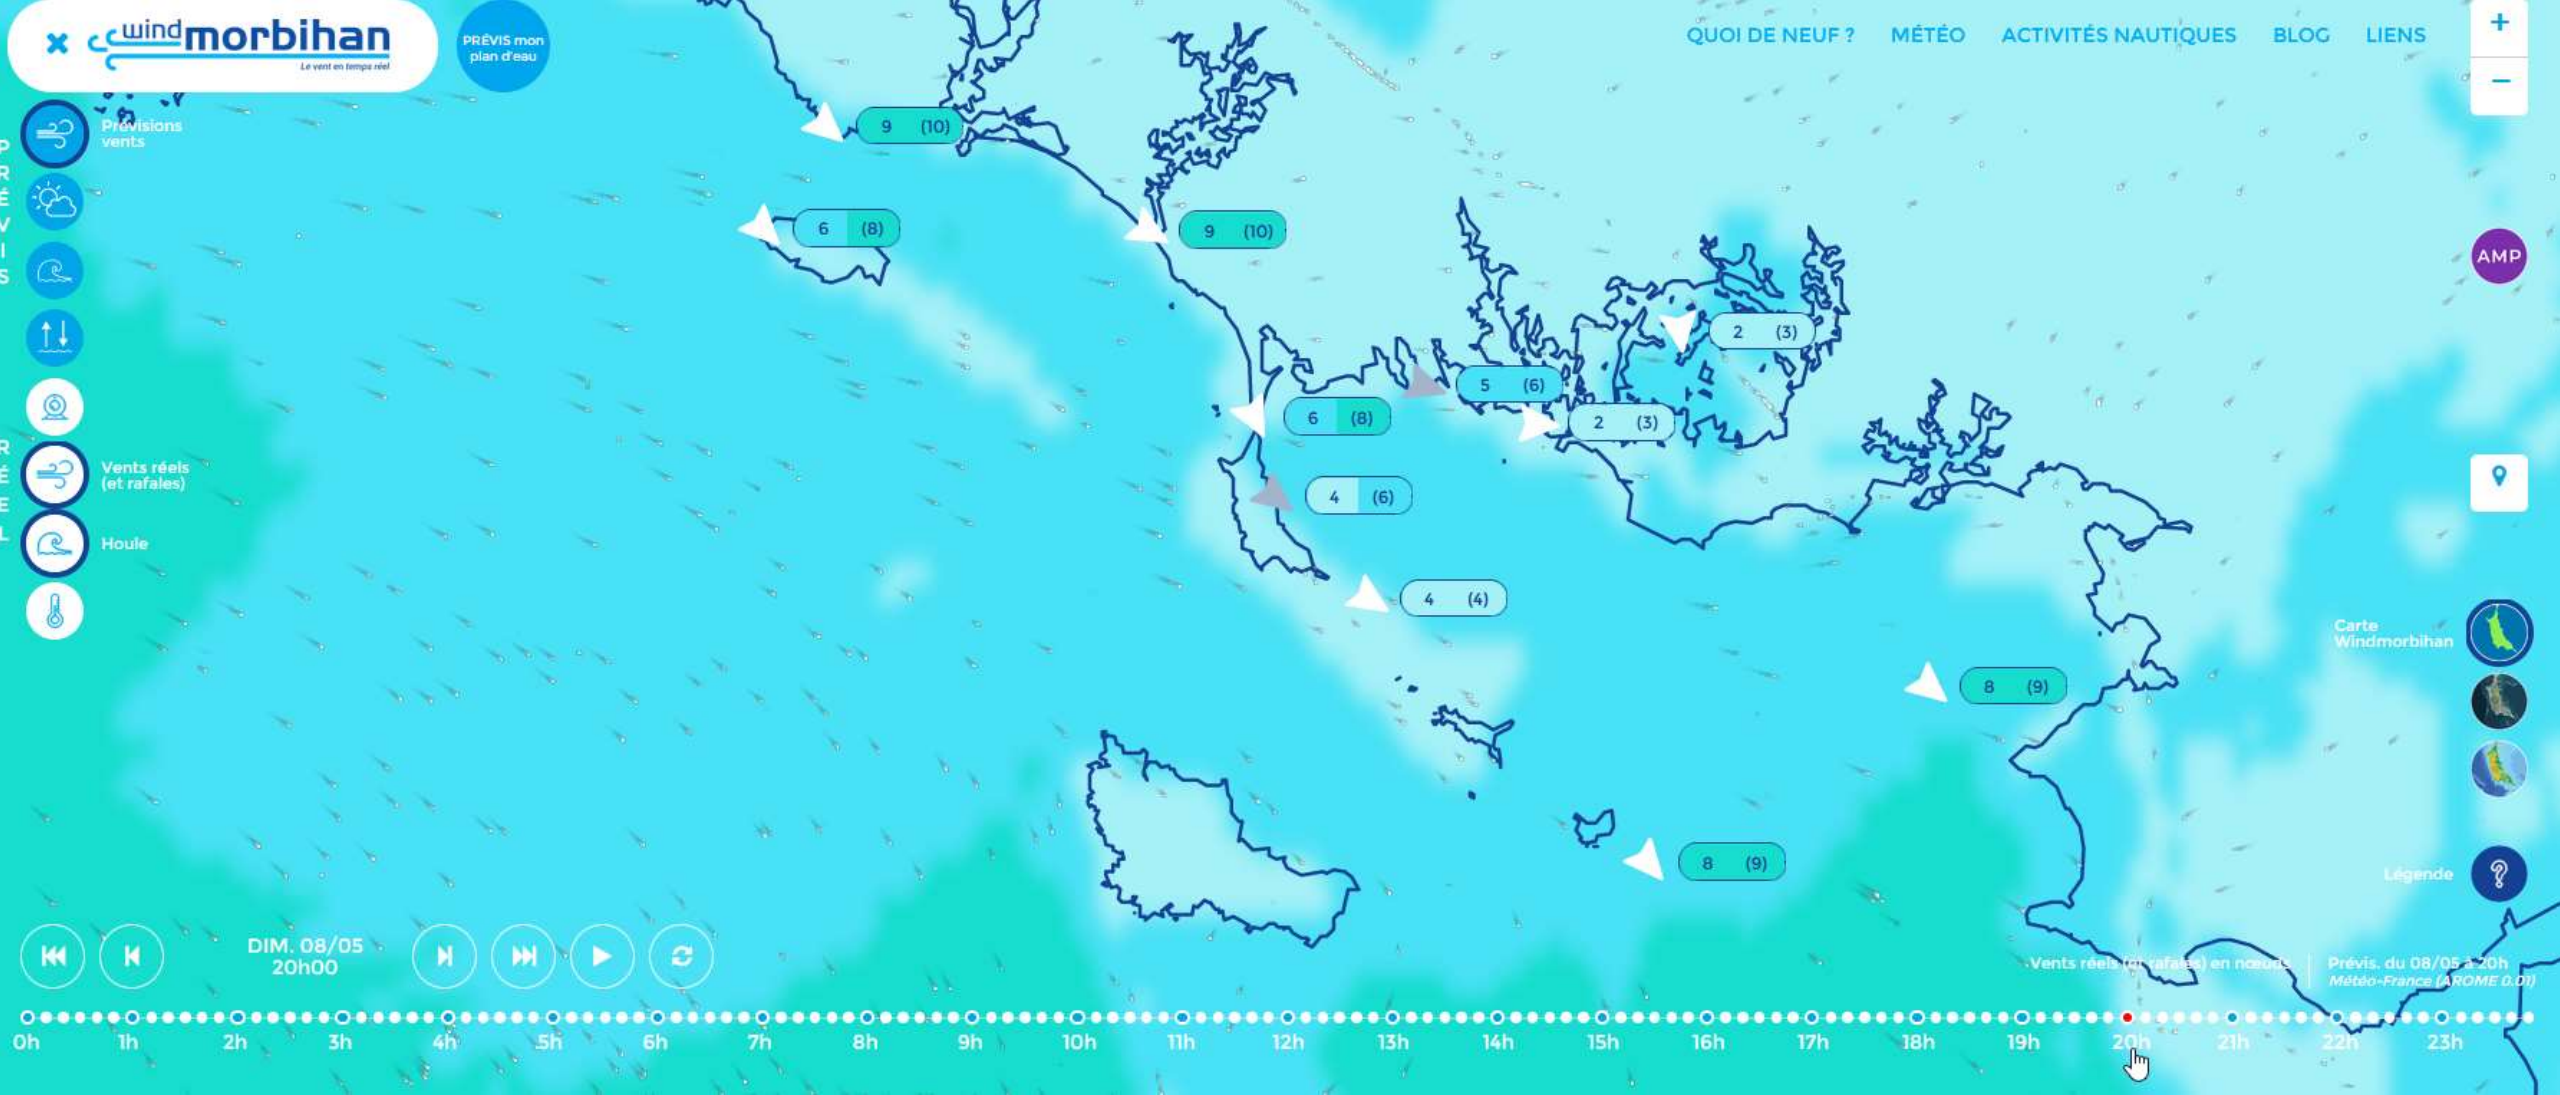 wind morbihan
Le vent en temps réel
PRÉVIS mon
plan d'eau
QUOI DE NEUF ?
MÉTÉO
ACTIVITÉS NAUTIQUES
BLOG
LIENS
+
−
PRÉVIS
Prévisions
vents
9 (10)
6 (8)
9 (10)
AMP
2 (3)
5 (6)
6 (8)
2 (3)
RÉEL
Vents réels
(et rafales)
4 (6)
Houle
4 (4)
Carte
Windmorbihan
8 (9)
8 (9)
Légende
?
DIM. 08/05
20h00
Vents réels (et rafales) en nœuds
Prévis. du 08/05 à 20h
Météo-France (AROME 0.01)
0h 1h 2h 3h 4h 5h 6h 7h 8h 9h 10h 11h 12h 13h 14h 15h 16h 17h 18h 19h 20h 21h 22h 23h